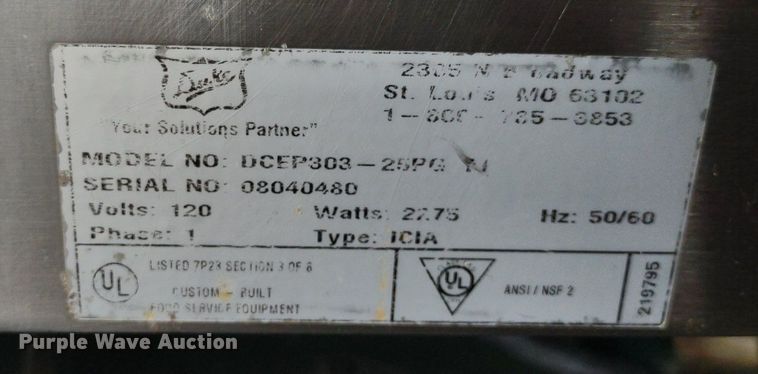 Duke
2305 N
St. Louis MO 63102
"Your Solutions Partner"
MODEL NO: DCEP303-25PG
SERIAL NO: 08040480
Volts: 120 Watts: 2275 Hz: 50/60
Phase: 1 Type:
UL
LISTED 7P23 SECTION 3 OF 8
CUSTOM - BUILT
FOOD SERVICE EQUIPMENT
UL
ANSI / NSF 2
219795
Purple Wave Auction